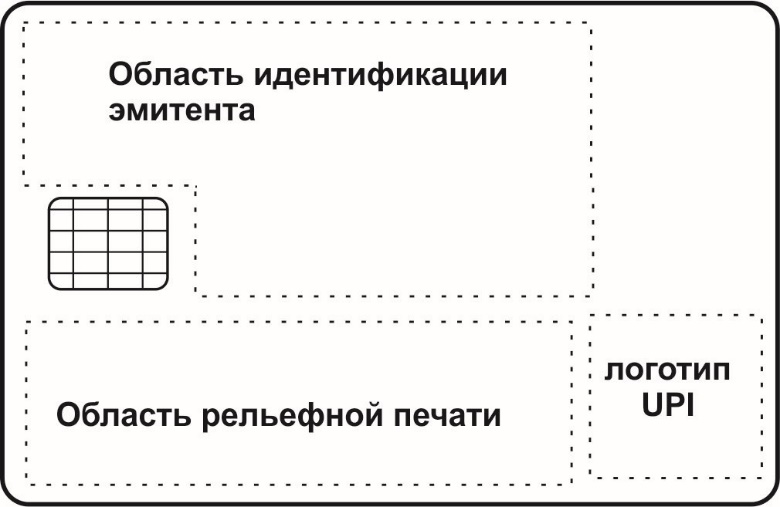 Область идентификации
эмитента
логотип
UPI
Область рельефной печати